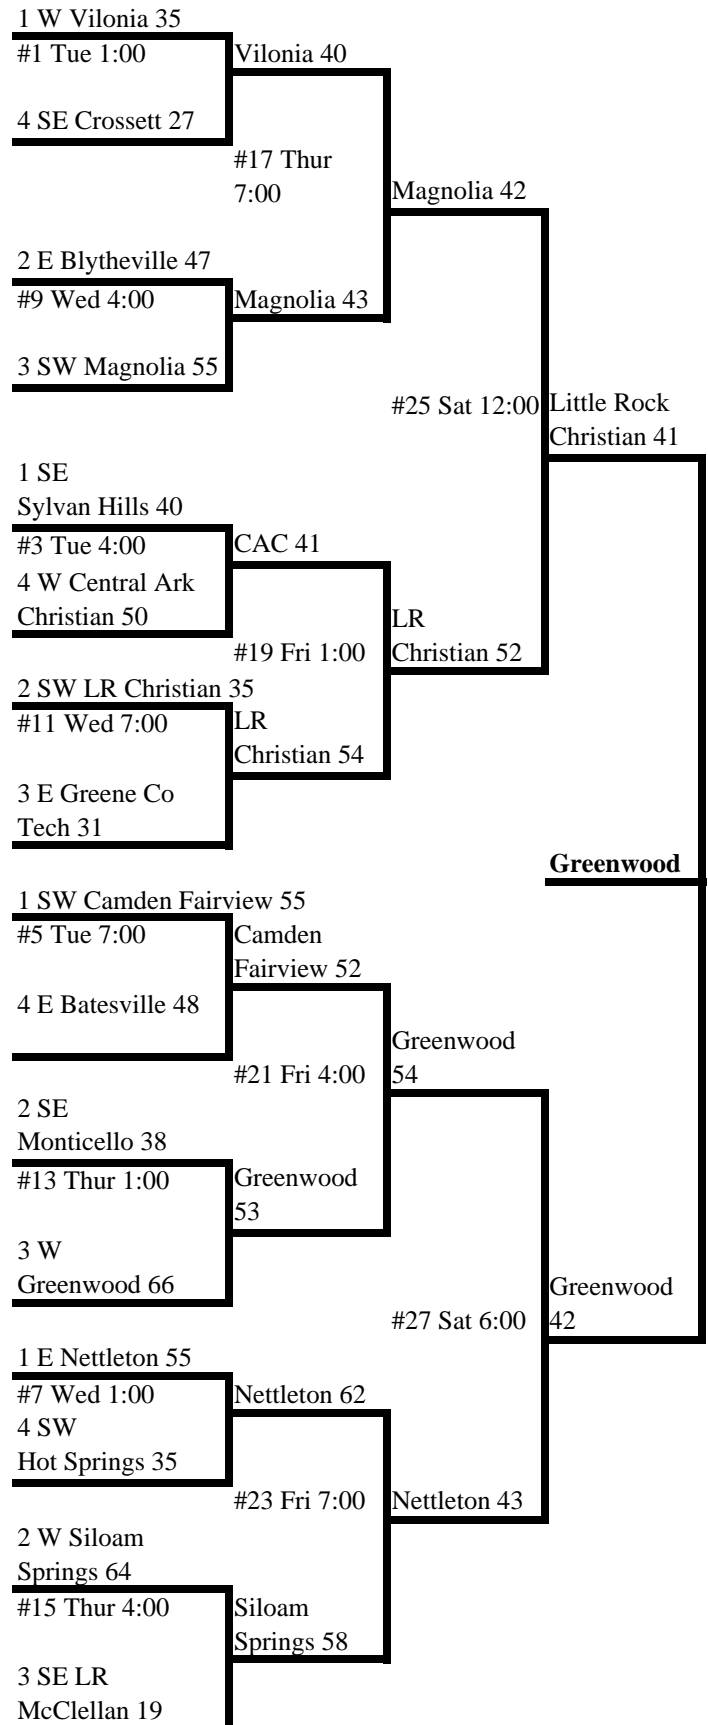 1 W Vilonia 35
#1 Tue 1:00
Vilonia 40
4 SE Crossett 27
#17 Thur
7:00
Magnolia 42
2 E Blytheville 47
#9 Wed 4:00
Magnolia 43
3 SW Magnolia 55
#25 Sat 12:00
Little Rock
Christian 41
1 SE
Sylvan Hills 40
#3 Tue 4:00
CAC 41
4 W Central Ark
Christian 50
LR
Christian 52
#19 Fri 1:00
2 SW LR Christian 35
#11 Wed 7:00
LR
Christian 54
3 E Greene Co
Tech 31
Greenwood
1 SW Camden Fairview 55
#5 Tue 7:00
Camden
Fairview 52
4 E Batesville 48
Greenwood
54
#21 Fri 4:00
2 SE
Monticello 38
#13 Thur 1:00
Greenwood
53
3 W
Greenwood 66
Greenwood
42
#27 Sat 6:00
1 E Nettleton 55
#7 Wed 1:00
Nettleton 62
4 SW
Hot Springs 35
#23 Fri 7:00
Nettleton 43
2 W Siloam
Springs 64
#15 Thur 4:00
Siloam
Springs 58
3 SE LR
McClellan 19